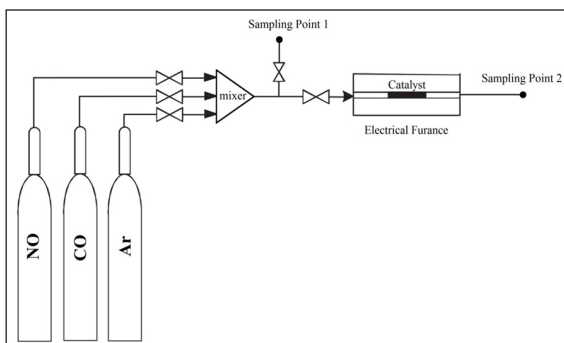 Sampling Point 1
Sampling Point 2
Catalyst
mixer
Electrical Furance
NO
CO
Ar